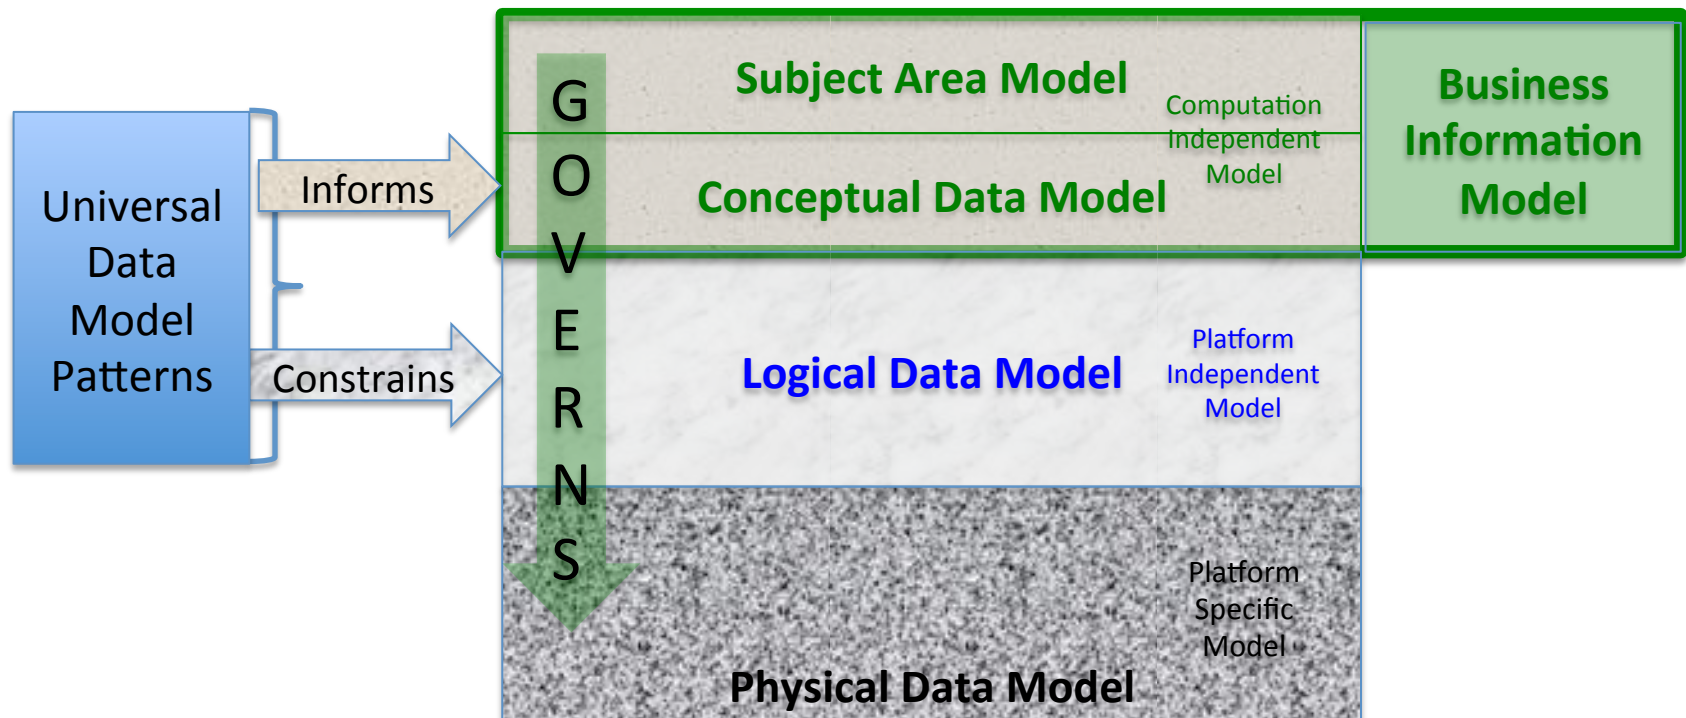 Universal
Data
Model
Patterns
Informs
Constrains
GOVERNS
Subject Area Model
Conceptual Data Model
Computation
Independent
Model
Business
Information
Model
Logical Data Model
Platform
Independent
Model
Platform
Specific
Model
Physical Data Model